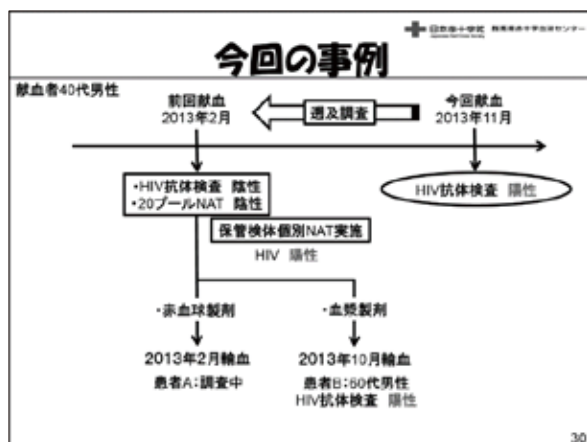 日本赤十字社
今回の事例
献血者40代男性
前回献血
2013年2月
遡及調査
今回献血
2013年11月
・HIV抗体検査 陰性
・20プールNAT 陰性
HIV抗体検査 陽性
保管検体個別NAT実施
HIV 陽性
・赤血球製剤
・血漿製剤
2013年2月輸血
患者A:調査中
2013年10月輸血
患者B:60代男性
HIV抗体検査 陽性
30